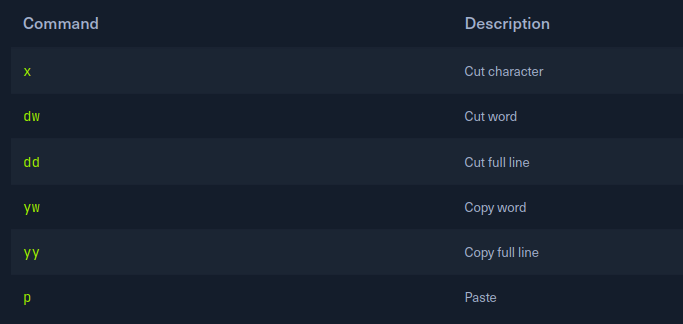 Command Description
x Cut character
dw Cut word
dd Cut full line
yw Copy word
yy Copy full line
p Paste